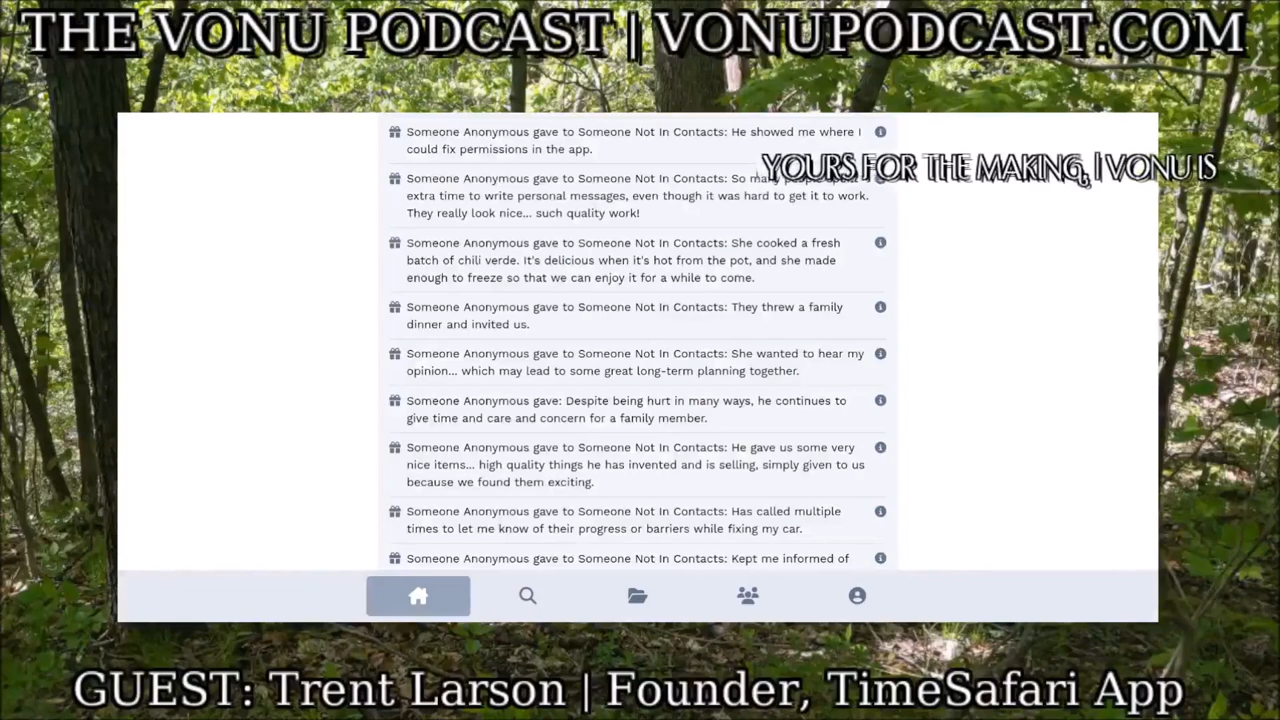 THE VONU PODCAST | VONUPODCAST.COM
Someone Anonymous gave to Someone Not In Contacts: He showed me where I
could fix permissions in the app.
YOURS FOR THE MAKING, | VONU IS
Someone Anonymous gave to Someone Not In Contacts: So many people
extra time to write personal messages, even though it was hard to get it to work.
They really look nice... such quality work!
Someone Anonymous gave to Someone Not In Contacts: She cooked a fresh
batch of chili verde. It's delicious when it's hot from the pot, and she made
enough to freeze so that we can enjoy it for a while to come.
Someone Anonymous gave to Someone Not In Contacts: They threw a family
dinner and invited us.
Someone Anonymous gave to Someone Not In Contacts: She wanted to hear my
opinion... which may lead to some great long-term planning together.
Someone Anonymous gave: Despite being hurt in many ways, he continues to
give time and care and concern for a family member.
Someone Anonymous gave to Someone Not In Contacts: He gave us some very
nice items... high quality things he has invented and is selling, simply given to us
because we found them exciting.
Someone Anonymous gave to Someone Not In Contacts: Has called multiple
times to let me know of their progress or barriers while fixing my car.
Someone Anonymous gave to Someone Not In Contacts: Kept me informed of
GUEST: Trent Larson | Founder, TimeSafari App